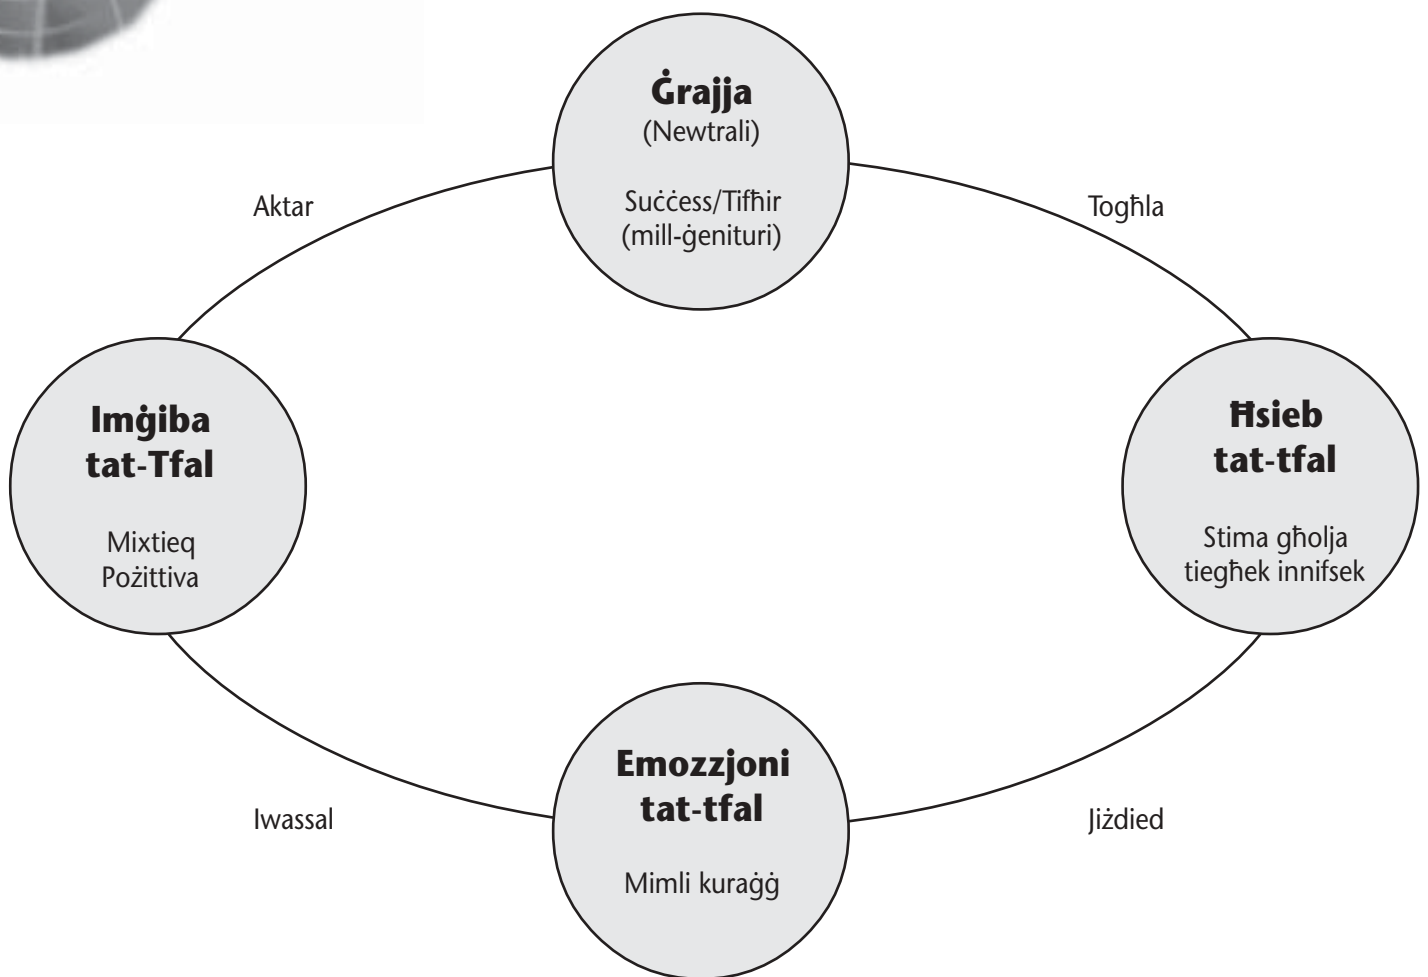 Ġrajja
(Newtrali)
Suċċess/Tifħir
(mill-ġenituri)
Aktar
Togħla
Imġiba
tat-Tfal
Mixtieq
Pożittiva
Ħsieb
tat-tfal
Stima għolja
tiegħek innifsek
Emozzjoni
tat-tfal
Mimli kuraġġ
Iwassal
Jiżdied